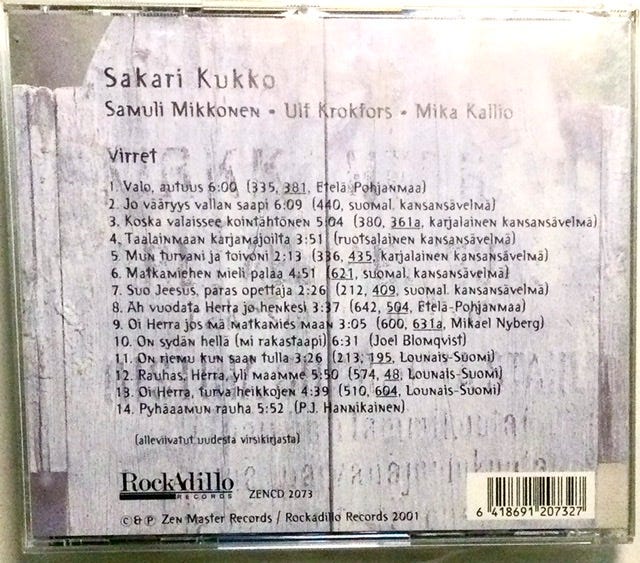 Sakari Kukko
Samuli Mikkonen • Ulf Krokfors • Mika Kallio
Virret
1. Valo, autuus 6:00 (335, 381, Etelä-Pohjanmaa)
2. Jo vääryys vallan saapi 6:09 (440, suomal. kansansävelmä)
3. Koska valaissee kointähtönen 5:04 (380, 361a, karjalainen kansansävelmä)
4. Taalainmaan karjamajoilta 3:51 (ruotsalainen kansansävelmä)
5. Mun turvani ja toivoni 2:13 (336, 435, karjalainen kansansävelmä)
6. Matkamiehen mieli palaa 4:51 (621, suomal. kansansävelmä)
7. Suo Jeesus, paras opettaja 2:26 (212, 409, suomal. kansansävelmä)
8. Ah vuodata Herra jo henkesi 3:37 (642, 504, Etelä-Pohjanmaa)
9. Oi Herra jos mä matkamies maan 3:05 (600, 631a, Mikael Nyberg)
10. On sydän hellä (mi rakastaapi) 6:31 (Joel Blomqvist)
11. On riemu kun saan tulla 3:26 (213, 195, Lounais-Suomi)
12. Rauhas, Herra, yli maamme 5:50 (574, 48, Lounais-Suomi)
13. Oi Herra, turva heikkojen 4:39 (510, 604, Lounais-Suomi)
14. Pyhäaamun rauha 5:52 (P.J. Hannikainen)
(alleviivatut uudesta virsikirjasta)
RockAdillo
RECORDS ZENCD 2073
© & ℗ Zen Master Records / Rockadillo Records 2001
6 418691 207327